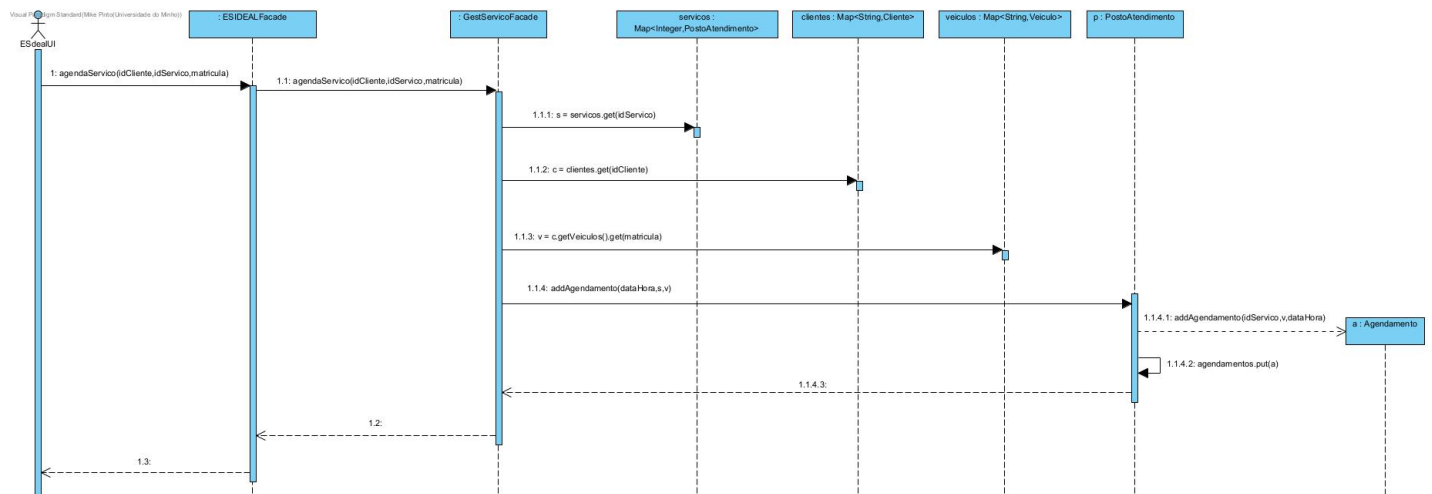 Visual Paradigm Standard(Mike Pinto(Universidade do Minho))
ESdealUI
: ESIDEALFacade
: GestServicoFacade
servicos :
Map<Integer,PostoAtendimento>
clientes : Map<String,Cliente>
veiculos : Map<String,Veiculo>
p : PostoAtendimento
1: agendaServico(idCliente,idServico,matricula)
1.1: agendaServico(idCliente,idServico,matricula)
1.1.1: s = servicos.get(idServico)
1.1.2: c = clientes.get(idCliente)
1.1.3: v = c.getVeiculos().get(matricula)
1.1.4: addAgendamento(dataHora,s,v)
1.1.4.1: addAgendamento(idServico,v,dataHora)
a : Agendamento
1.1.4.2: agendamentos.put(a)
1.1.4.3:
1.2:
1.3: